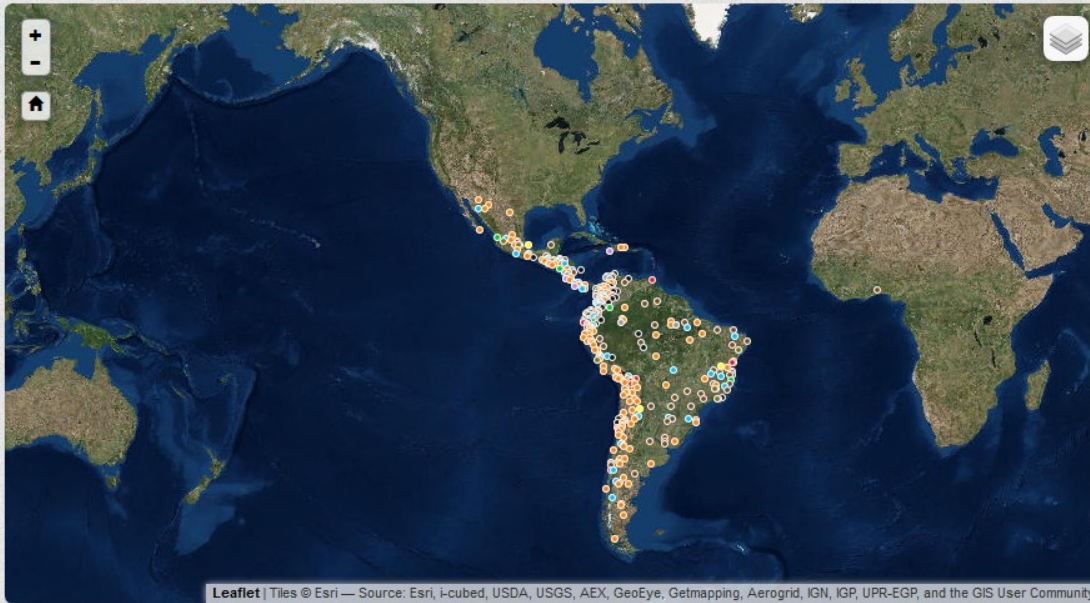 +
-
Leaflet | Tiles © Esri — Source: Esri, i-cubed, USDA, USGS, AEX, GeoEye, Getmapping, Aerogrid, IGN, IGP, UPR-EGP, and the GIS User